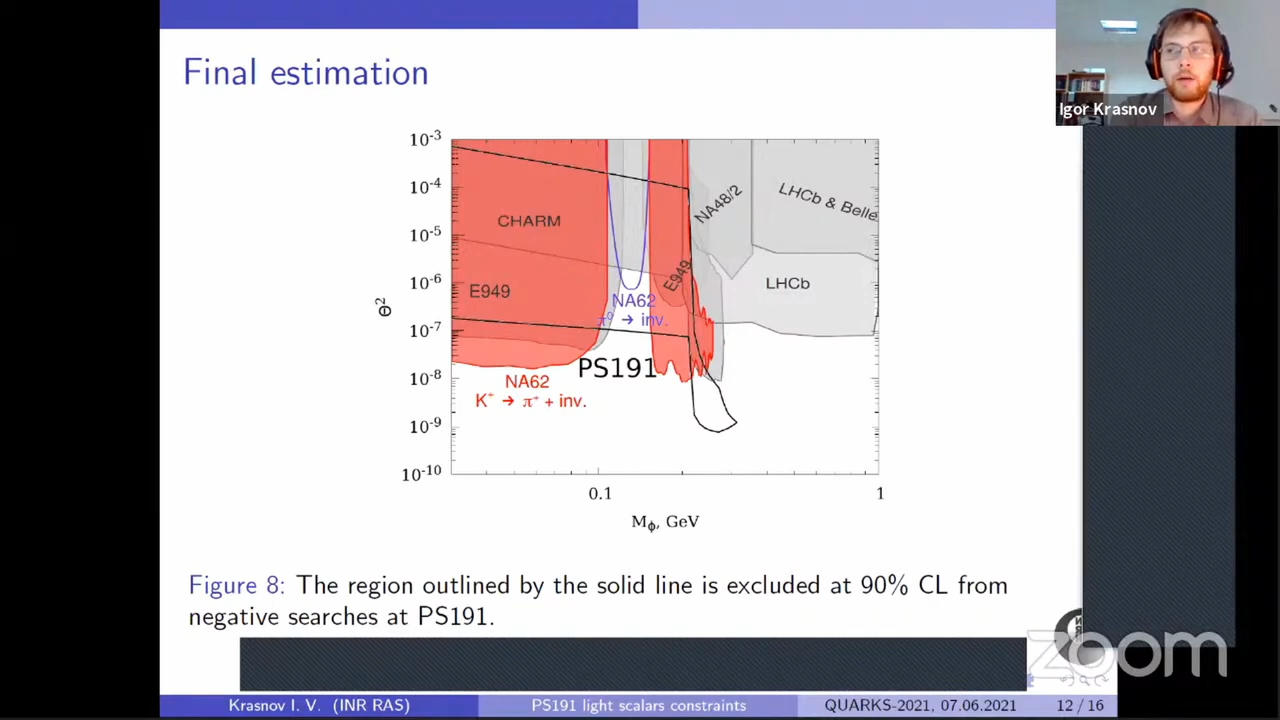 Final estimation
Igor Krasnov
10-3
10-4
10-5
10-6
10-7
10-8
10-9
10-10
Θ2
CHARM
E949
E949
NA48/2
LHCb & Belle
LHCb
NA62
π0 → inv.
PS191
NA62
K+ → π+ + inv.
0.1
1
Mϕ, GeV
Figure 8: The region outlined by the solid line is excluded at 90% CL from
negative searches at PS191.
zoom
Krasnov I. V. (INR RAS)
PS191 light scalars constraints
QUARKS-2021, 07.06.2021
12 / 16